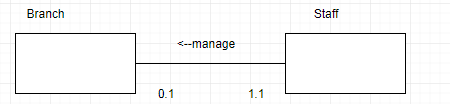 Branch
Staff
<--manage
0.1
1.1